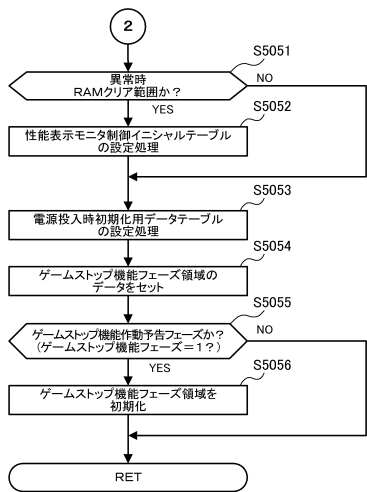 2
S5051
異常時
RAMクリア範囲か？
NO
YES
S5052
性能表示モニタ制御イニシャルテーブル
の設定処理
S5053
電源投入時初期化用データテーブル
の設定処理
S5054
ゲームストップ機能フェーズ領域の
データをセット
S5055
ゲームストップ機能作動予告フェーズか？
（ゲームストップ機能フェーズ＝1？）
NO
YES
S5056
ゲームストップ機能フェーズ領域を
初期化
RET